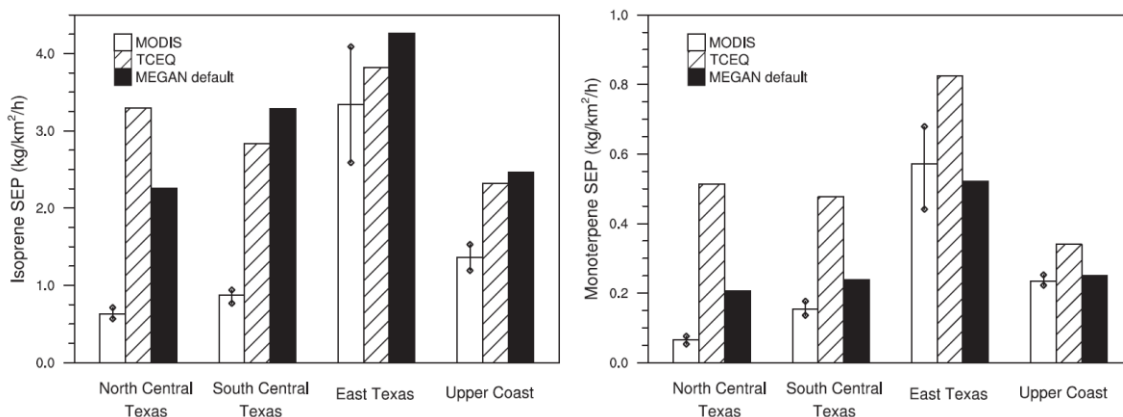 MODIS
TCEQ
MEGAN default
Isoprene SEP (kg/km²/h)
4.0
3.0
2.0
1.0
0.0
North Central
Texas
South Central
Texas
East Texas
Upper Coast
MODIS
TCEQ
MEGAN default
Monoterpene SEP (kg/km²/h)
1.0
0.8
0.6
0.4
0.2
0.0
North Central
Texas
South Central
Texas
East Texas
Upper Coast